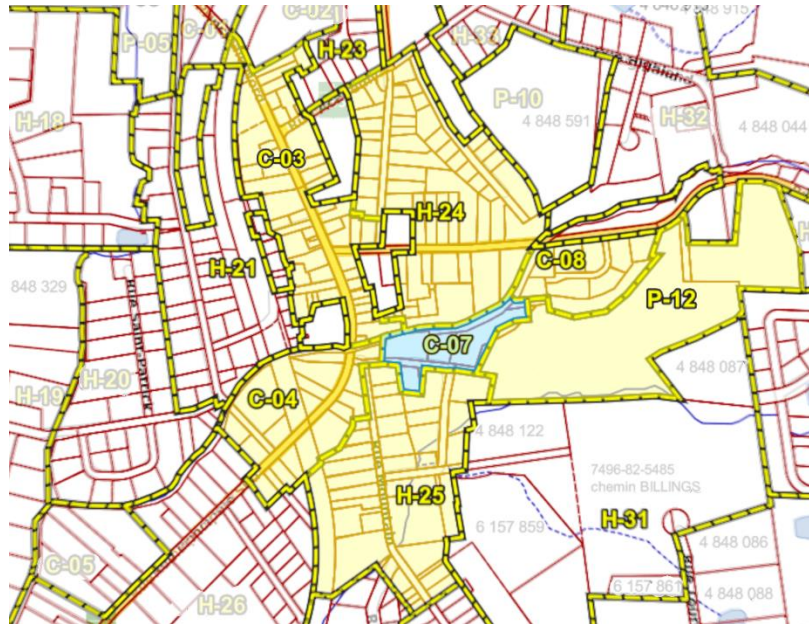 C-02
P-05
C-01
H-23
H-33
P-10
4 848 591
H-32
4 848 044
H-18
C-03
H-24
H-21
C-08
848 329
Rue Saint-Patrick
P-12
C-07
4 848 087
H-20
H-19
C-04
4 848 122
7496-82-5485
chemin BILLINGS
H-25
H-31
6 157 859
4 848 086
C-05
6 157 861
4 848 088
H-26